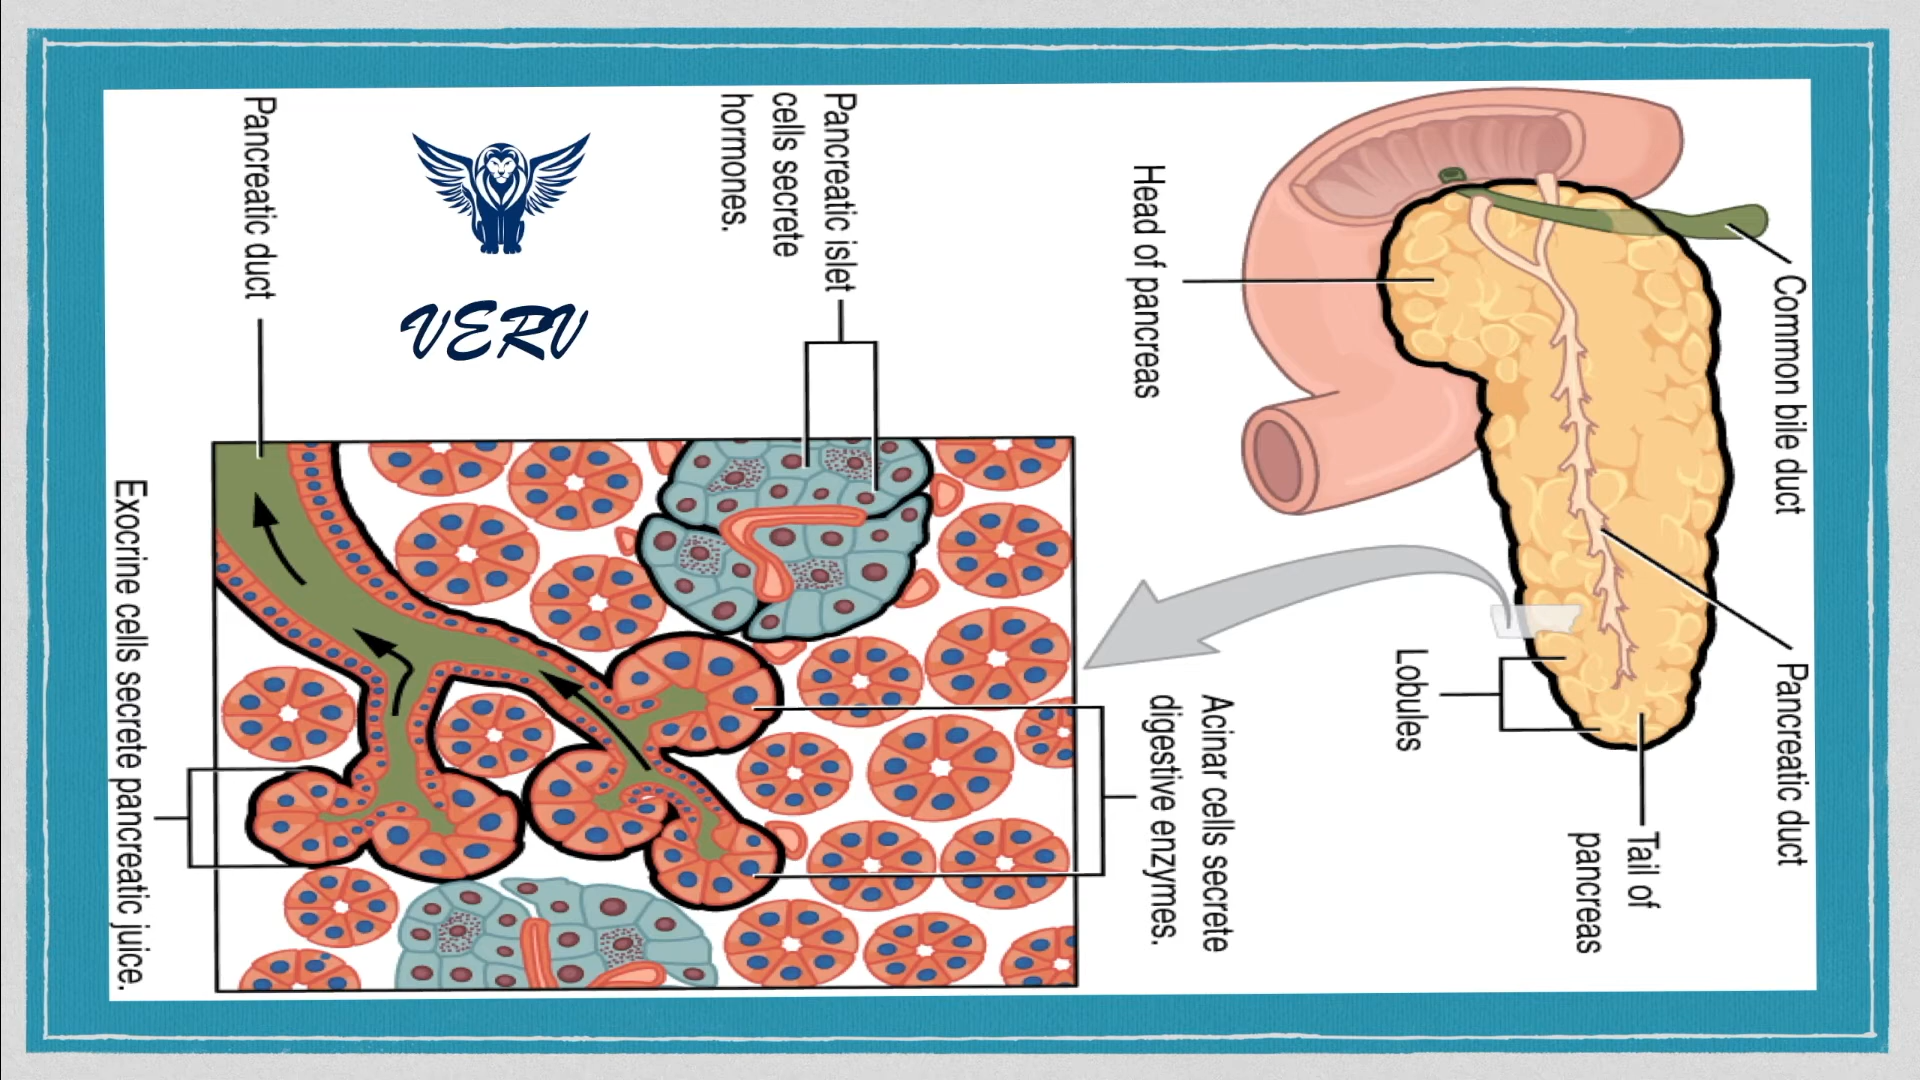 Common bile duct
Pancreatic duct
Tail of
pancreas
Lobules
Head of pancreas
Acinar cells secrete
digestive enzymes.
Pancreatic islet
cells secrete
hormones.
Pancreatic duct
Exocrine cells secrete pancreatic juice.
VERV